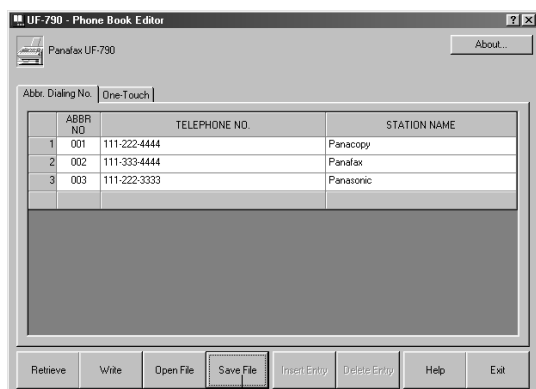 UF-790 - Phone Book Editor
Panafax UF-790
About...
Abbr. Dialing No. One-Touch
ABBR NO TELEPHONE NO. STATION NAME
1 001 111-222-4444 Panacopy
2 002 111-333-4444 Panafax
3 003 111-222-3333 Panasonic
Retrieve Write Open File Save File Insert Entry Delete Entry Help Exit